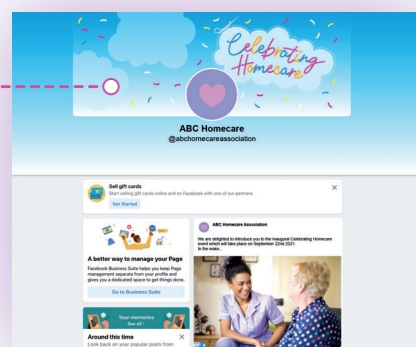 Celebrating
Homecare
ABC Homecare
@abchomecareassociation
Sell gift cards
Start selling gift cards online and on Facebook with one of our partners.
Get Started
A better way to manage your Page
Facebook Business Suite helps you keep Page
management separate from your profile and
gives you a dedicated space to get things done.
Go to Business Suite
Your memories
See all
Around this time
Look back on your popular posts from
ABC Homecare Association
We are delighted to introduce you to the inaugural Celebrating Homecare
event which will take place on September 22nd 2021.
In the wake...